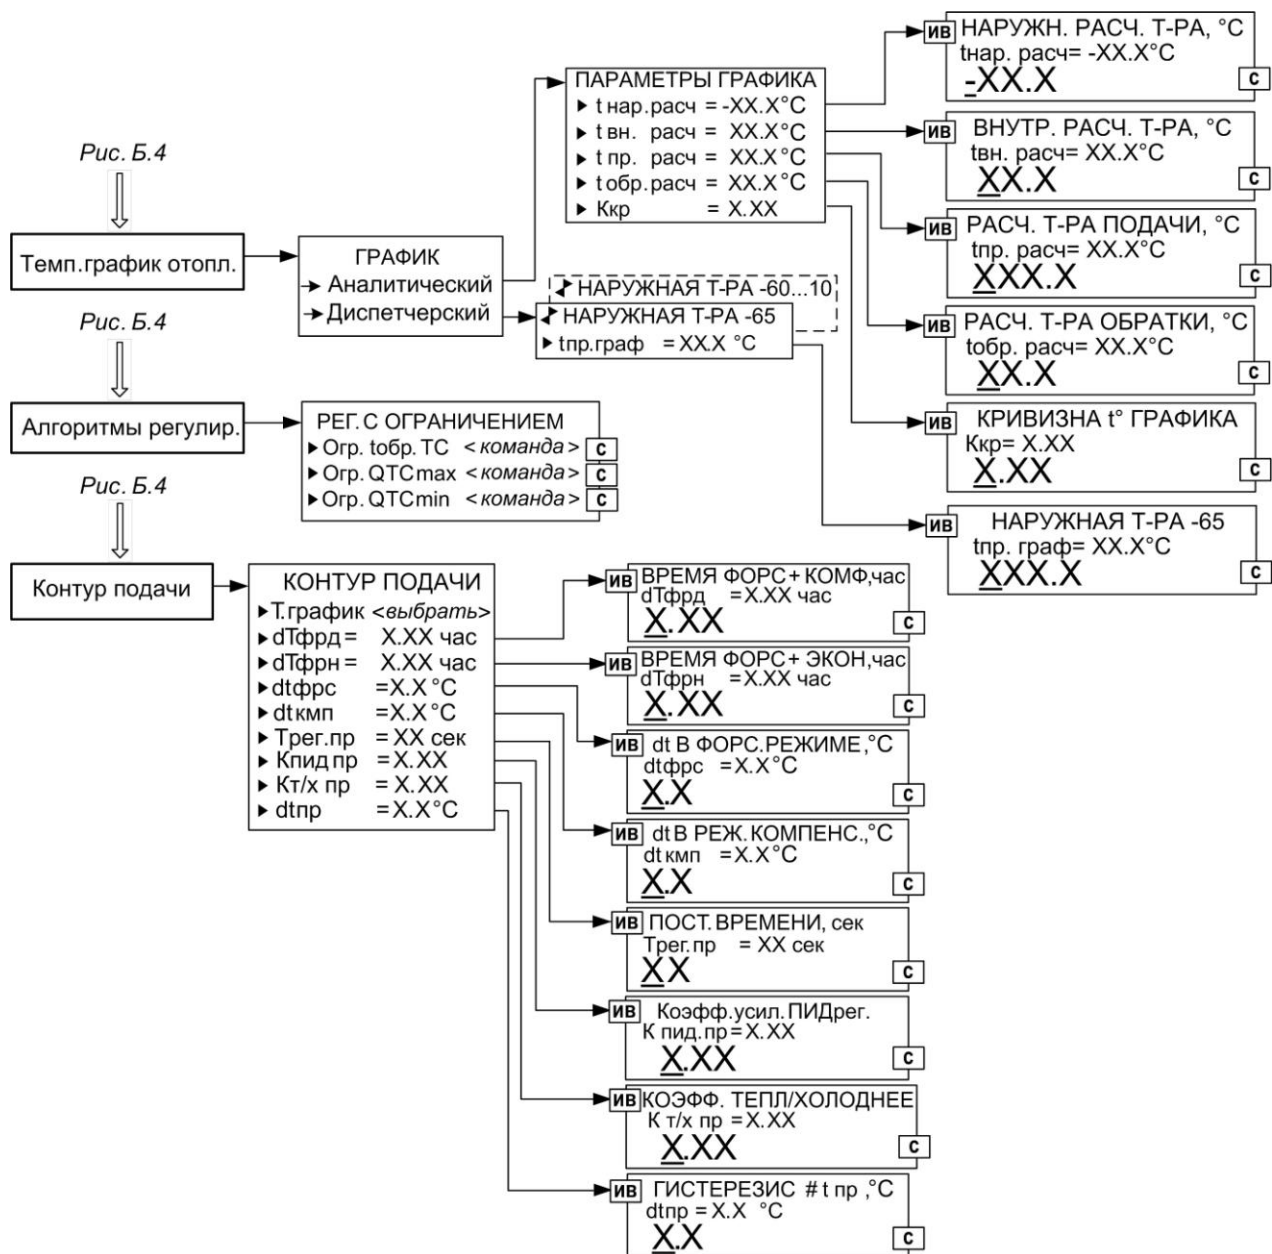 Рис. Б.4
Темп.график отопл.
ГРАФИК
Аналитический
Диспетчерский
ПАРАМЕТРЫ ГРАФИКА
t нар.расч = -XX.X°C
t вн. расч = XX.X°C
t пр. расч = XX.X°C
t обр.расч = XX.X°C
Ккр = X.XX
НАРУЖНАЯ Т-РА -60...10
НАРУЖНАЯ Т-РА -65
tпр.граф = XX.X °C
ИВ
НАРУЖН. РАСЧ. Т-РА, °C
tнар. расч= -XX.X°C
-XX.X
С
ИВ
ВНУТР. РАСЧ. Т-РА, °C
tвн. расч= XX.X°C
XX.X
С
ИВ
РАСЧ. Т-РА ПОДАЧИ, °C
tпр. расч= XX.X°C
XXX.X
С
ИВ
РАСЧ. Т-РА ОБРАТКИ, °C
tобр. расч= XX.X°C
XX.X
С
ИВ
КРИВИЗНА t° ГРАФИКА
Ккр= X.XX
X.XX
С
ИВ
НАРУЖНАЯ Т-РА -65
tпр. граф= XX.X°C
XXX.X
С
Рис. Б.4
Алгоритмы регулир.
РЕГ. С ОГРАНИЧЕНИЕМ
Огр. tобр. ТС <команда> С
Огр. QТСmax <команда> С
Огр. QТСmin <команда> С
Рис. Б.4
Контур подачи
КОНТУР ПОДАЧИ
Т.график <выбрать>
dTфрд = X.XX час
dTфрн = X.XX час
dtфрс =X.X °C
dt кмп =X.X °C
Трег.пр = XX сек
Кпид пр = X.XX
Кт/х пр = X.XX
dtпр =X.X°C
ИВ
ВРЕМЯ ФОРС+ КОМФ,час
dТфрд =X.XX час
X.XX
С
ИВ
ВРЕМЯ ФОРС+ ЭКОН,час
dТфрн =X.XX час
X.XX
С
ИВ
dt В ФОРС.РЕЖИМЕ,°C
dtфрс =X.X °C
X.X
С
ИВ
dt В РЕЖ. КОМПЕНС.,°C
dt кмп =X.X °C
X.X
С
ИВ
ПОСТ. ВРЕМЕНИ, сек
Трег.пр = XX сек
XX
С
ИВ
Коэфф.усил.ПИДрег.
К пид.пр=X.XX
X.XX
С
ИВ
КОЭФФ. ТЕПЛ/ХОЛОДНЕЕ
К т/х пр =X.XX
X.XX
С
ИВ
ГИСТЕРЕЗИС # t пр ,°C
dtпр = X.X °C
X.X
С